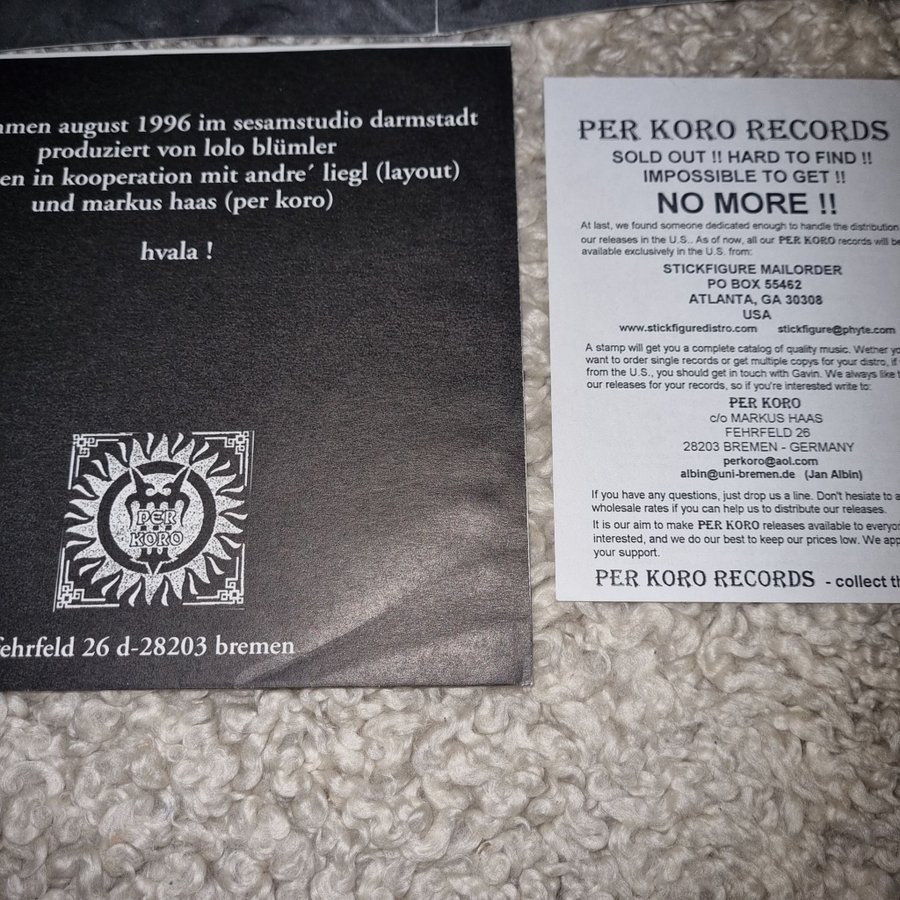 mmen august 1996 im sesamstudio darmstadt
produziert von lolo blümler
en in kooperation mit andre´ liegl (layout)
und markus haas (per koro)
hvala !
PER
KORO
fehrfeld 26 d-28203 bremen
PER KORO RECORDS
SOLD OUT !! HARD TO FIND !!
IMPOSSIBLE TO GET !!
NO MORE !!
At last, we found someone dedicated enough to handle the distribution
our releases in the U.S.. As of now, all our PER KORO records will be
available exclusively in the U.S. from:
STICKFIGURE MAILORDER
PO BOX 55462
ATLANTA, GA 30308
USA
www.stickfiguredistro.com stickfigure@phyte.com
A stamp will get you a complete catalog of quality music. Wether yo
want to order single records or get multiple copys for your distro, if
from the U.S., you should get in touch with Gavin. We always like t
our releases for your records, so if you're interested write to:
PER KORO
c/o MARKUS HAAS
FEHRFELD 26
28203 BREMEN - GERMANY
perkoro@aol.com
albin@uni-bremen.de (Jan Albin)
If you have any questions, just drop us a line. Don't hesiate to a
wholesale rates if you can help us to distribute our releases.
It is our aim to make PER KORO releases available to everyo
interested, and we do our best to keep our prices low. We app
your support.
PER KORO RECORDS - collect th